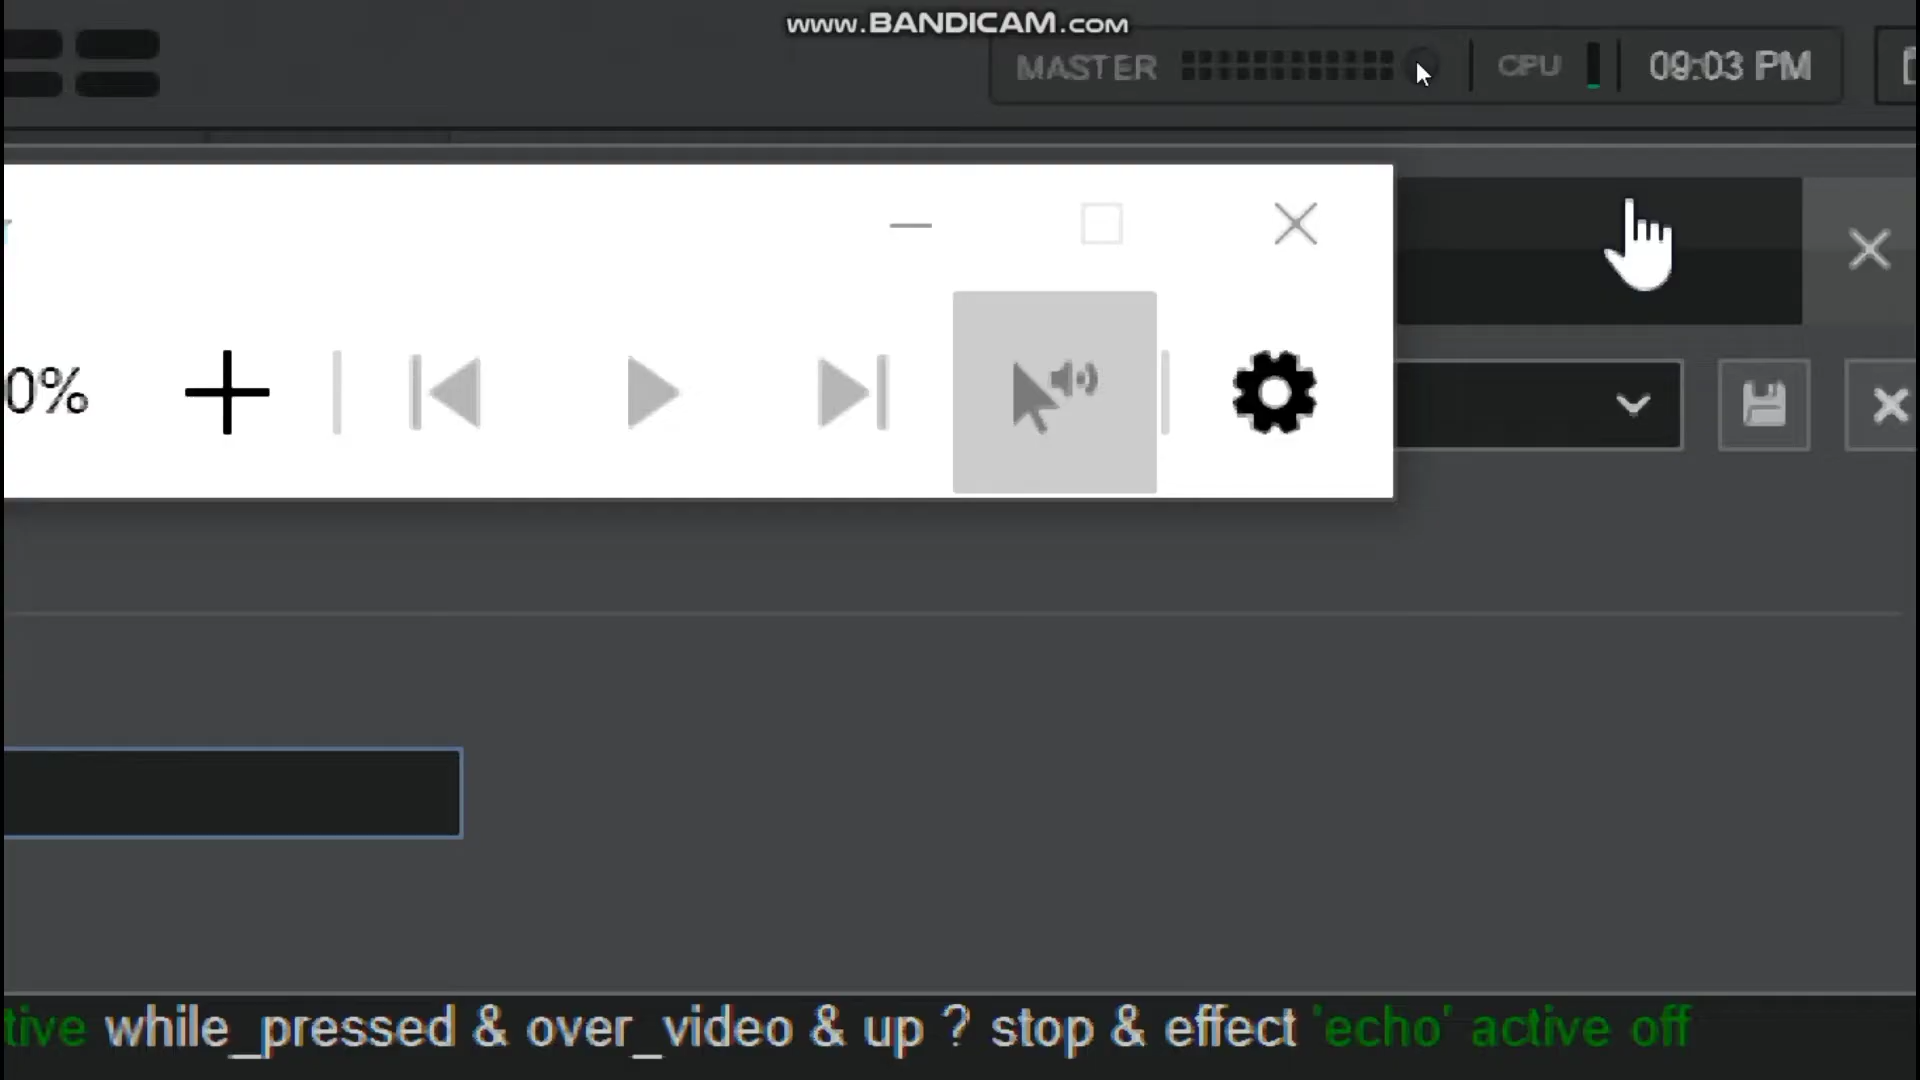 www.BANDICAM.com
MASTER CPU 09:03 PM
0%
tive while_pressed & over_video & up ? stop & effect 'echo' active off